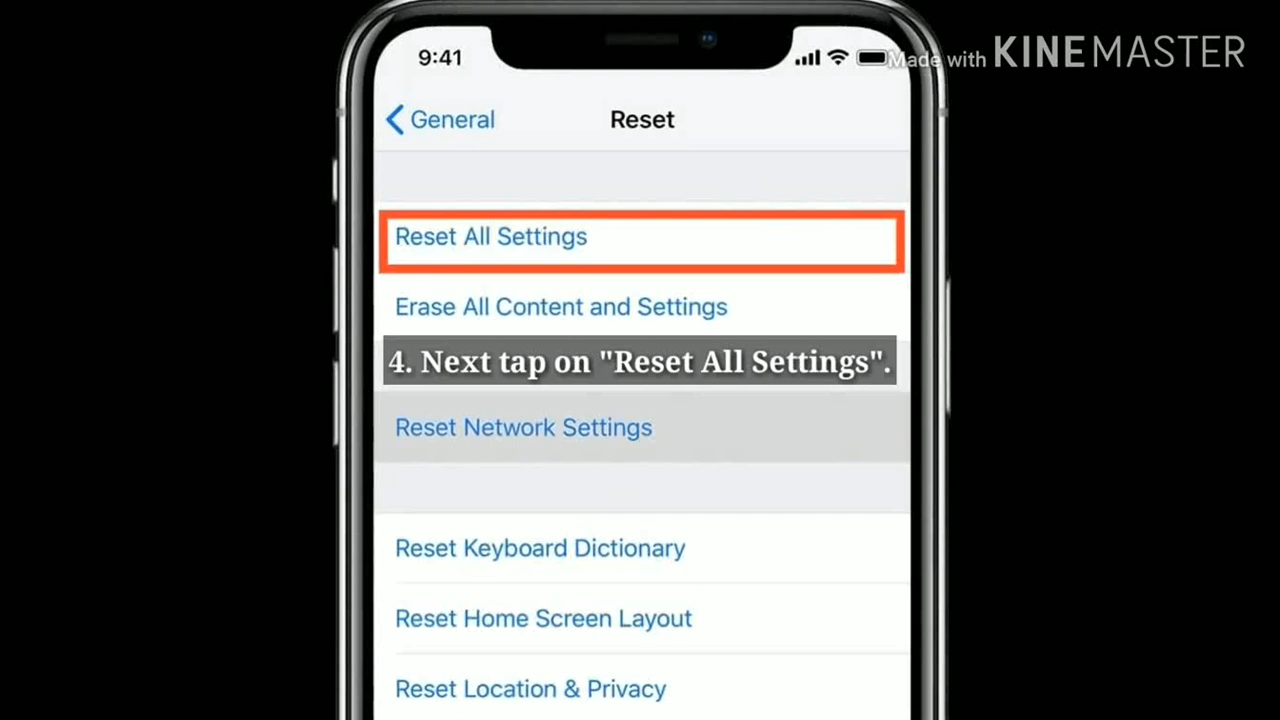 9:41
Made with KINEMASTER
General
Reset
Reset All Settings
Erase All Content and Settings
4. Next tap on "Reset All Settings".
Reset Network Settings
Reset Keyboard Dictionary
Reset Home Screen Layout
Reset Location & Privacy